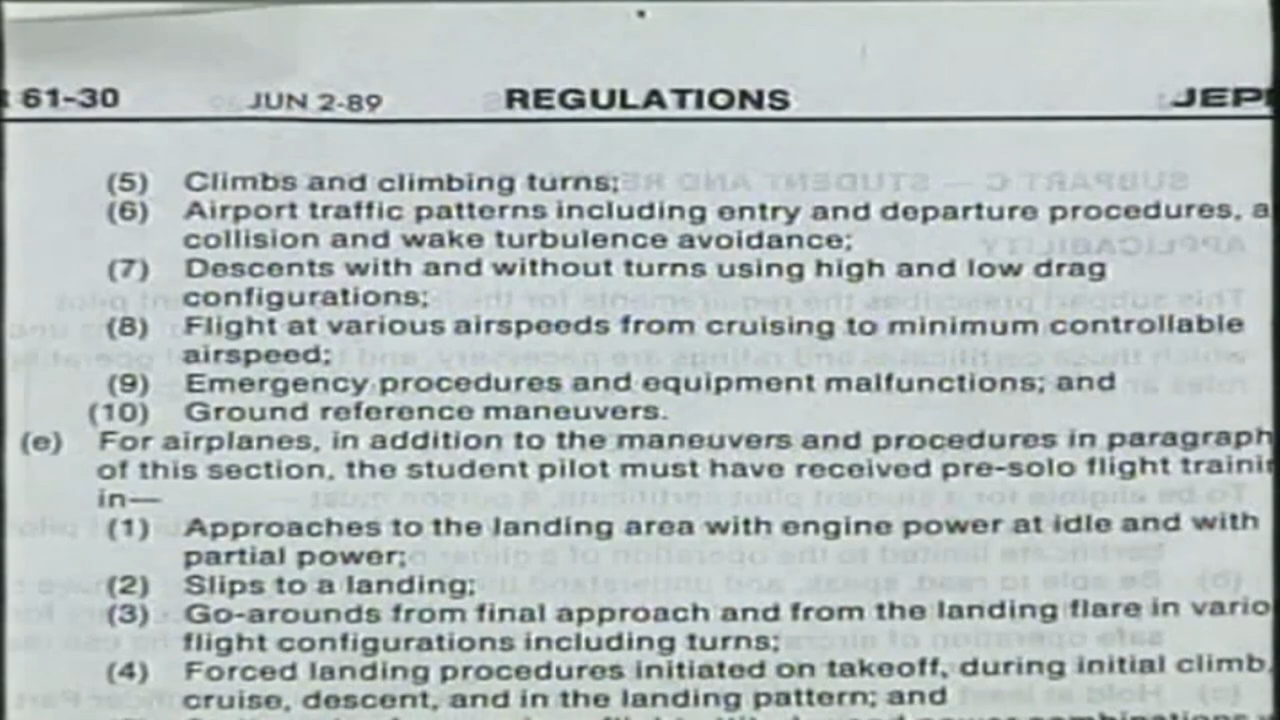 61-30 JUN 2-89 REGULATIONS JEP
(5) Climbs and climbing turns;
(6) Airport traffic patterns including entry and departure procedures, a
collision and wake turbulence avoidance;
(7) Descents with and without turns using high and low drag
configurations;
(8) Flight at various airspeeds from cruising to minimum controllable
airspeed;
(9) Emergency procedures and equipment malfunctions; and
(10) Ground reference maneuvers.
(e) For airplanes, in addition to the maneuvers and procedures in paragraph
of this section, the student pilot must have received pre-solo flight traini
in—
(1) Approaches to the landing area with engine power at idle and with
partial power;
(2) Slips to a landing;
(3) Go-arounds from final approach and from the landing flare in vario
flight configurations including turns;
(4) Forced landing procedures initiated on takeoff, during initial climb,
cruise, descent, and in the landing pattern; and